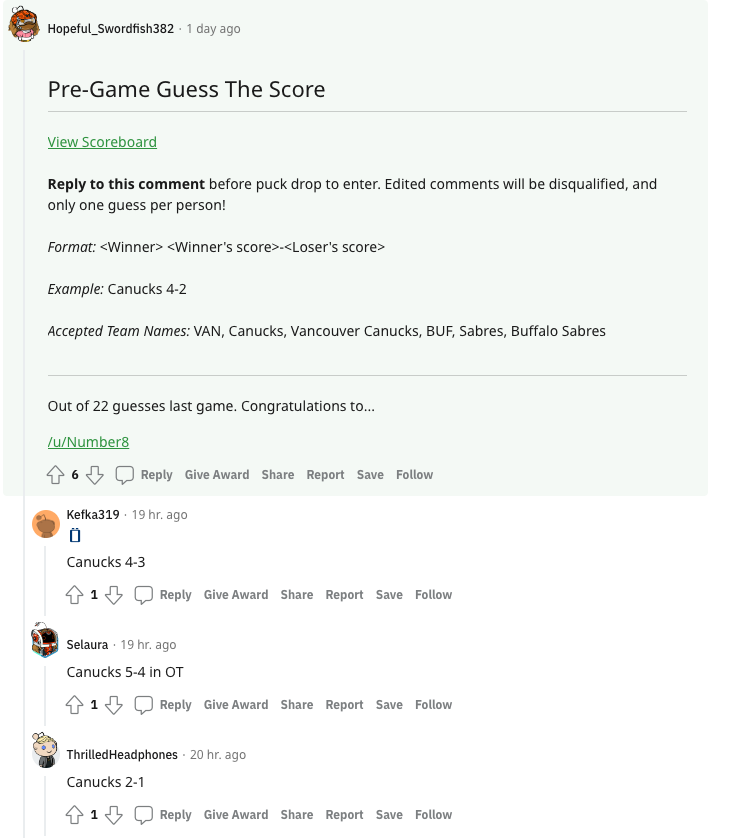 Hopeful_Swordfish382 · 1 day ago
Pre-Game Guess The Score
View Scoreboard
Reply to this comment before puck drop to enter. Edited comments will be disqualified, and
only one guess per person!
Format: <Winner> <Winner's score>-<Loser's score>
Example: Canucks 4-2
Accepted Team Names: VAN, Canucks, Vancouver Canucks, BUF, Sabres, Buffalo Sabres
Out of 22 guesses last game. Congratulations to...
/u/Number8
6 Reply Give Award Share Report Save Follow
Kefka319 · 19 hr. ago
Canucks 4-3
1 Reply Give Award Share Report Save Follow
Selaura · 19 hr. ago
Canucks 5-4 in OT
1 Reply Give Award Share Report Save Follow
ThrilledHeadphones · 20 hr. ago
Canucks 2-1
1 Reply Give Award Share Report Save Follow